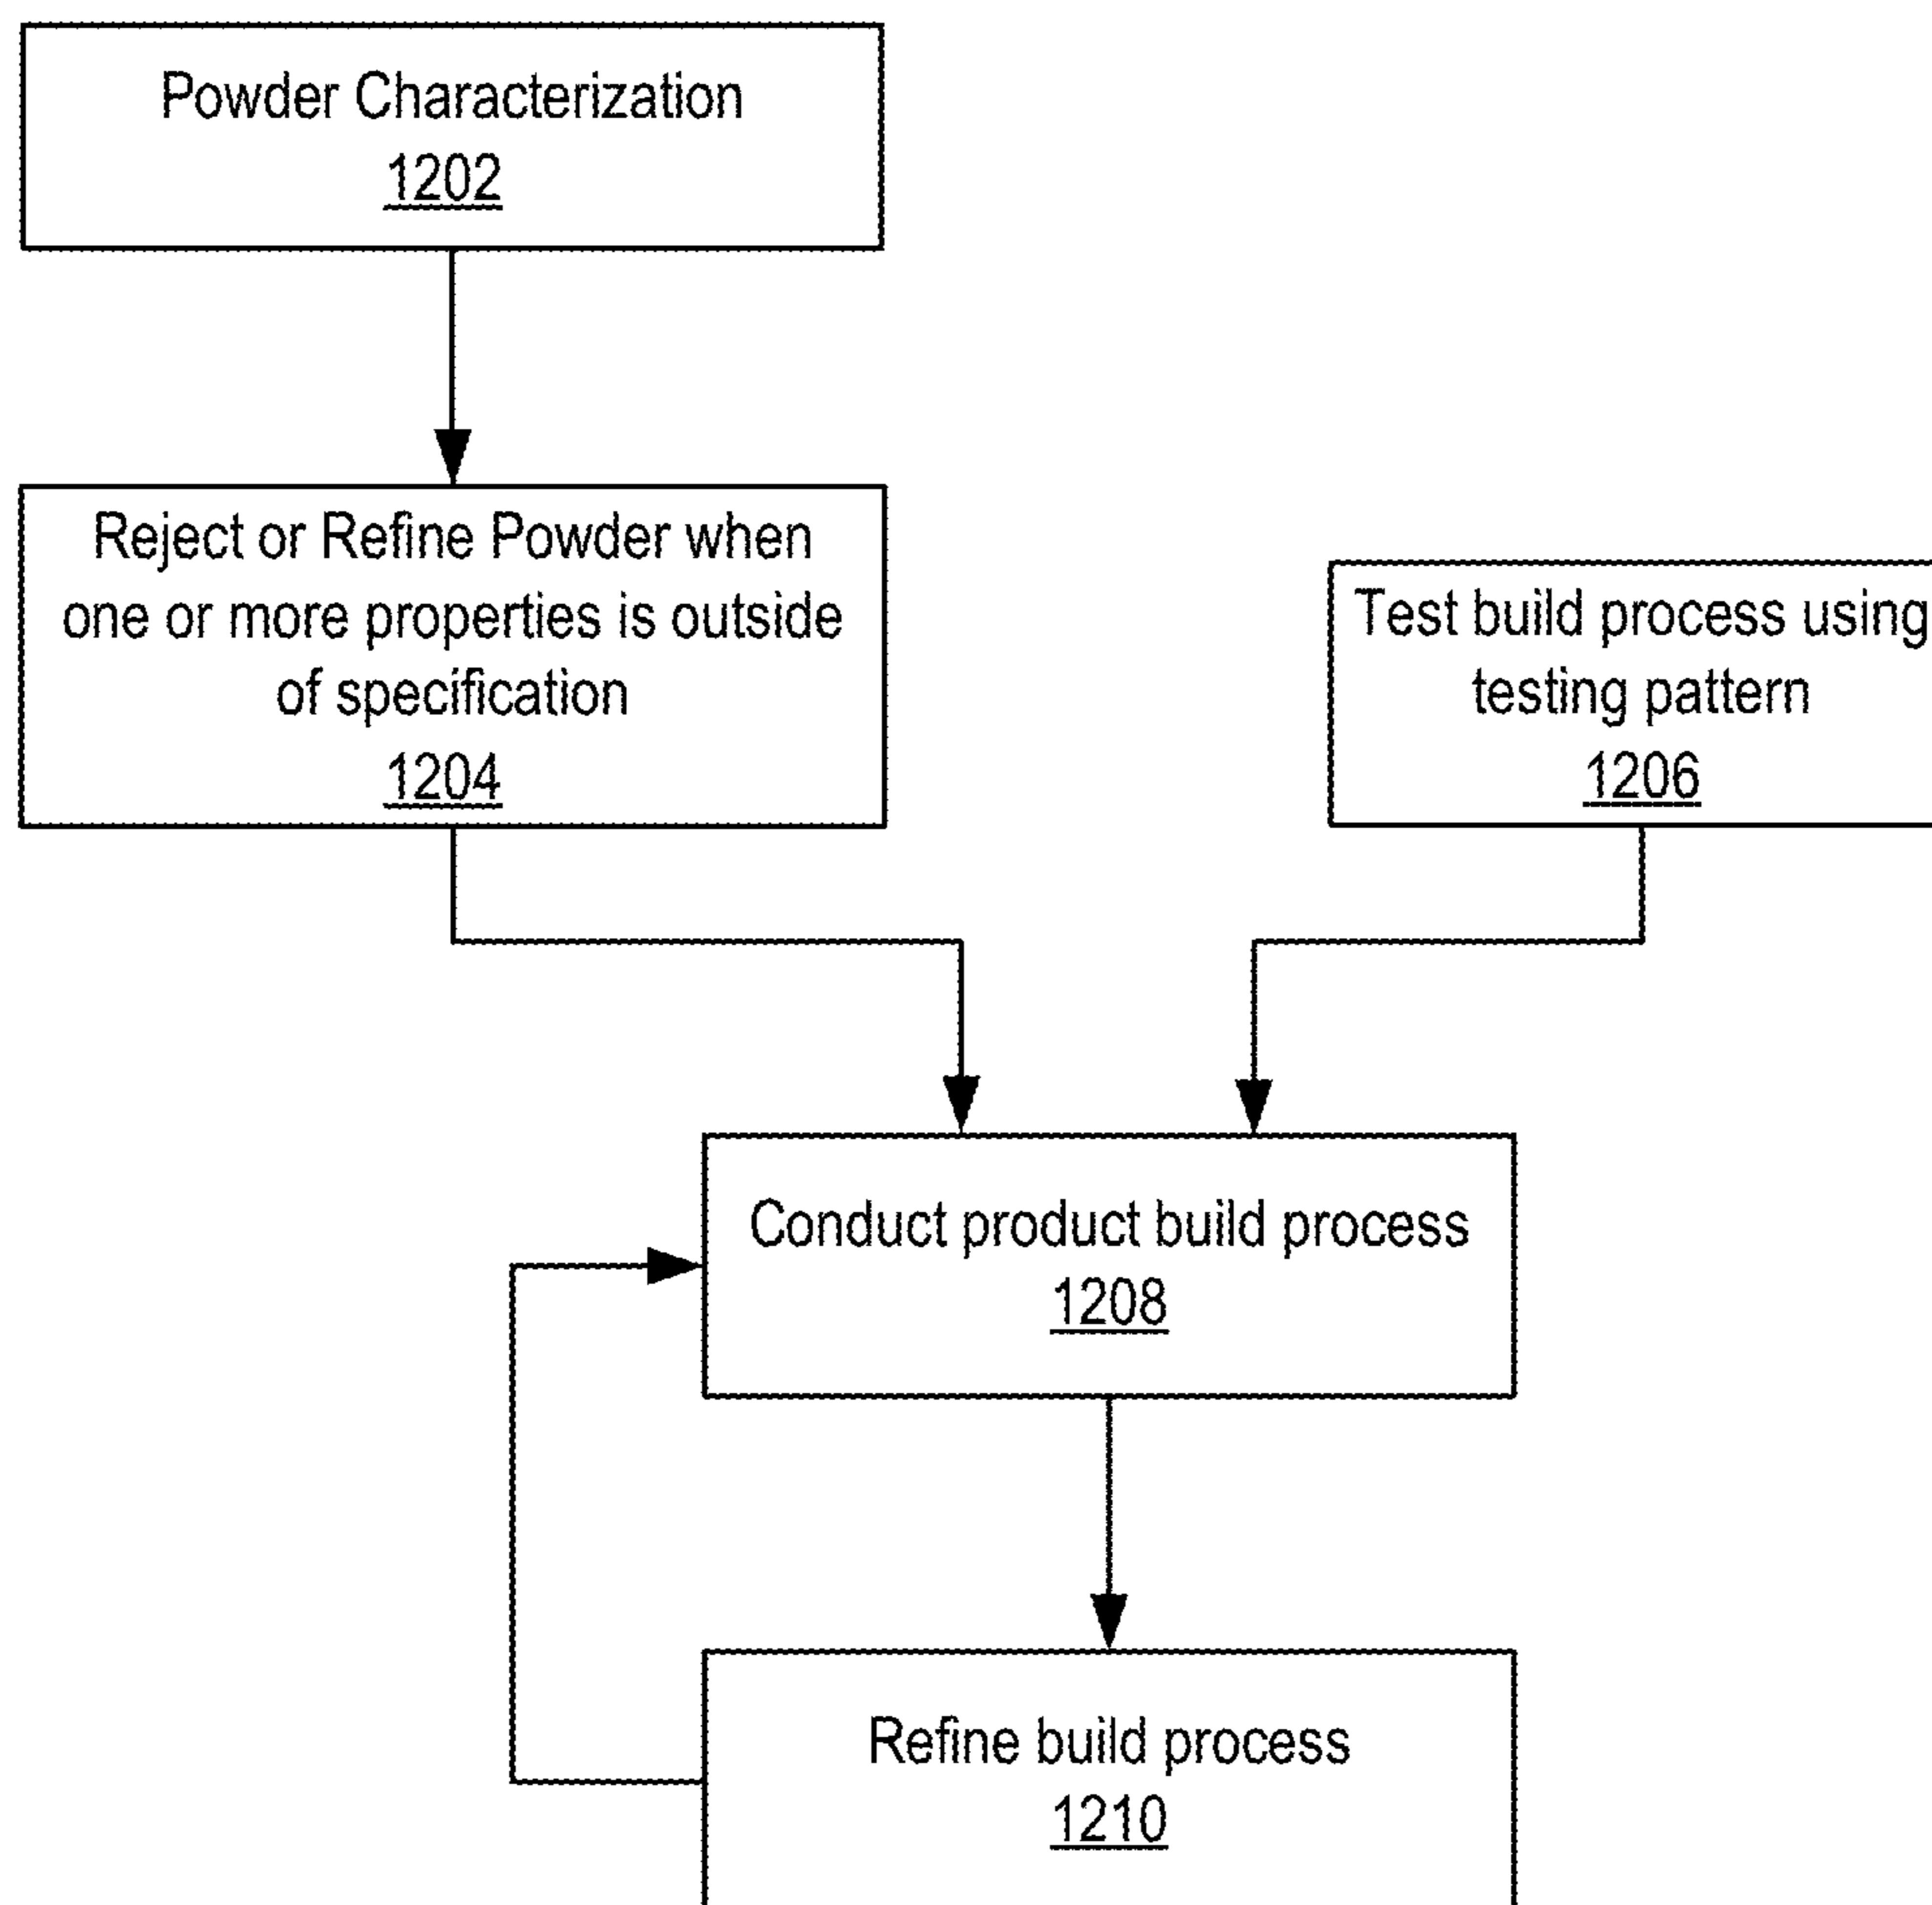 Powder Characterization
1202
Reject or Refine Powder when
one or more properties is outside
of specification
1204
Test build process using
testing pattern
1206
Conduct product build process
1208
Refine build process
1210